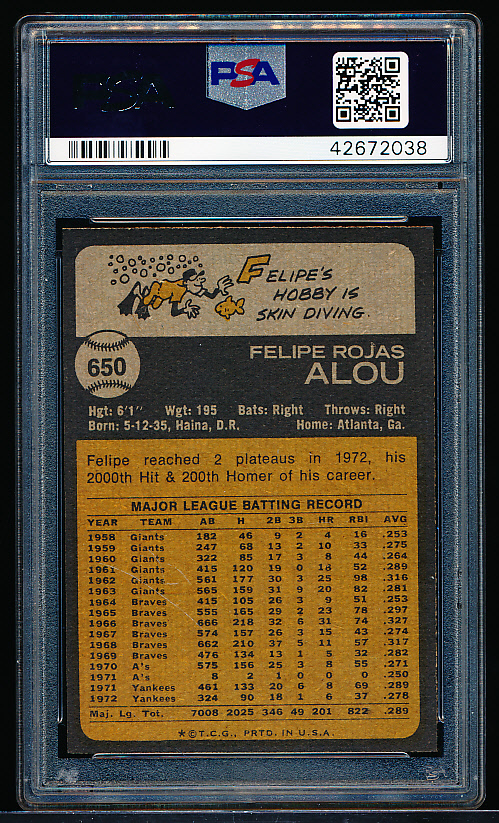 PSA
PSA
42672038
FELIPE'S
HOBBY IS
SKIN DIVING.
650
FELIPE ROJAS
ALOU
Hgt: 6'1" Wgt: 195 Bats: Right Throws: Right
Born: 5-12-35, Haina, D.R. Home: Atlanta, Ga.
Felipe reached 2 plateaus in 1972, his
2000th Hit & 200th Homer of his career.
MAJOR LEAGUE BATTING RECORD
YEAR TEAM AB H 2B 3B HR RBI AVG
1958 Giants 182 46 9 2 4 16 .253
1959 Giants 247 68 13 2 10 33 .275
1960 Giants 322 85 17 3 8 44 .264
1961 Giants 415 120 19 0 18 52 .289
1962 Giants 561 177 30 3 25 98 .316
1963 Giants 565 159 31 9 20 82 .281
1964 Braves 415 105 26 3 9 51 .253
1965 Braves 555 165 29 2 23 78 .297
1966 Braves 666 218 32 6 31 74 .327
1967 Braves 574 157 26 3 15 43 .274
1968 Braves 662 210 37 5 11 57 .317
1969 Braves 476 134 13 1 5 32 .282
1970 A's 575 156 25 3 8 55 .271
1971 A's 8 2 1 0 0 0 .250
1971 Yankees 461 133 20 6 8 69 .289
1972 Yankees 324 90 18 1 6 37 .278
Maj. Lg. Tot. 7008 2025 346 49 201 822 .289
*©T.C.G., PRTD. IN U.S.A.